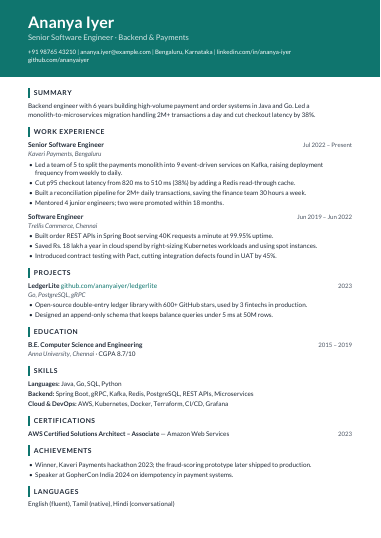 Ananya Iyer
Senior Software Engineer · Backend & Payments
+91 98765 43210 | ananya.iyer@example.com | Bengaluru, Karnataka | linkedin.com/in/ananya-iyer
github.com/ananyaiyer
SUMMARY
Backend engineer with 6 years building high-volume payment and order systems in Java and Go. Led a
monolith-to-microservices migration handling 2M+ transactions a day and cut checkout latency by 38%.
WORK EXPERIENCE
Senior Software Engineer Jul 2022 – Present
Kaveri Payments, Bengaluru
• Led a team of 5 to split the payments monolith into 9 event-driven services on Kafka, raising deployment
frequency from weekly to daily.
• Cut p95 checkout latency from 820 ms to 510 ms (38%) by adding a Redis read-through cache.
• Built a reconciliation pipeline for 2M+ daily transactions, saving the finance team 30 hours a week.
• Mentored 4 junior engineers; two were promoted within 18 months.
Software Engineer Jun 2019 – Jun 2022
Trellis Commerce, Chennai
• Built order REST APIs in Spring Boot serving 40K requests a minute at 99.95% uptime.
• Saved Rs. 18 lakh a year in cloud spend by right-sizing Kubernetes workloads and using spot instances.
• Introduced contract testing with Pact, cutting integration defects found in UAT by 45%.
PROJECTS
LedgerLite github.com/ananyaiyer/ledgerlite 2023
Go, PostgreSQL, gRPC
• Open-source double-entry ledger library with 600+ GitHub stars, used by 3 fintechs in production.
• Designed an append-only schema that keeps balance queries under 5 ms at 50M rows.
EDUCATION
B.E. Computer Science and Engineering 2015 – 2019
Anna University, Chennai · CGPA 8.7/10
SKILLS
Languages: Java, Go, SQL, Python
Backend: Spring Boot, gRPC, Kafka, Redis, PostgreSQL, REST APIs, Microservices
Cloud & DevOps: AWS, Kubernetes, Docker, Terraform, CI/CD, Grafana
CERTIFICATIONS
AWS Certified Solutions Architect – Associate — Amazon Web Services 2023
ACHIEVEMENTS
• Winner, Kaveri Payments hackathon 2023; the fraud-scoring prototype later shipped to production.
• Speaker at GopherCon India 2024 on idempotency in payment systems.
LANGUAGES
English (fluent), Tamil (native), Hindi (conversational)